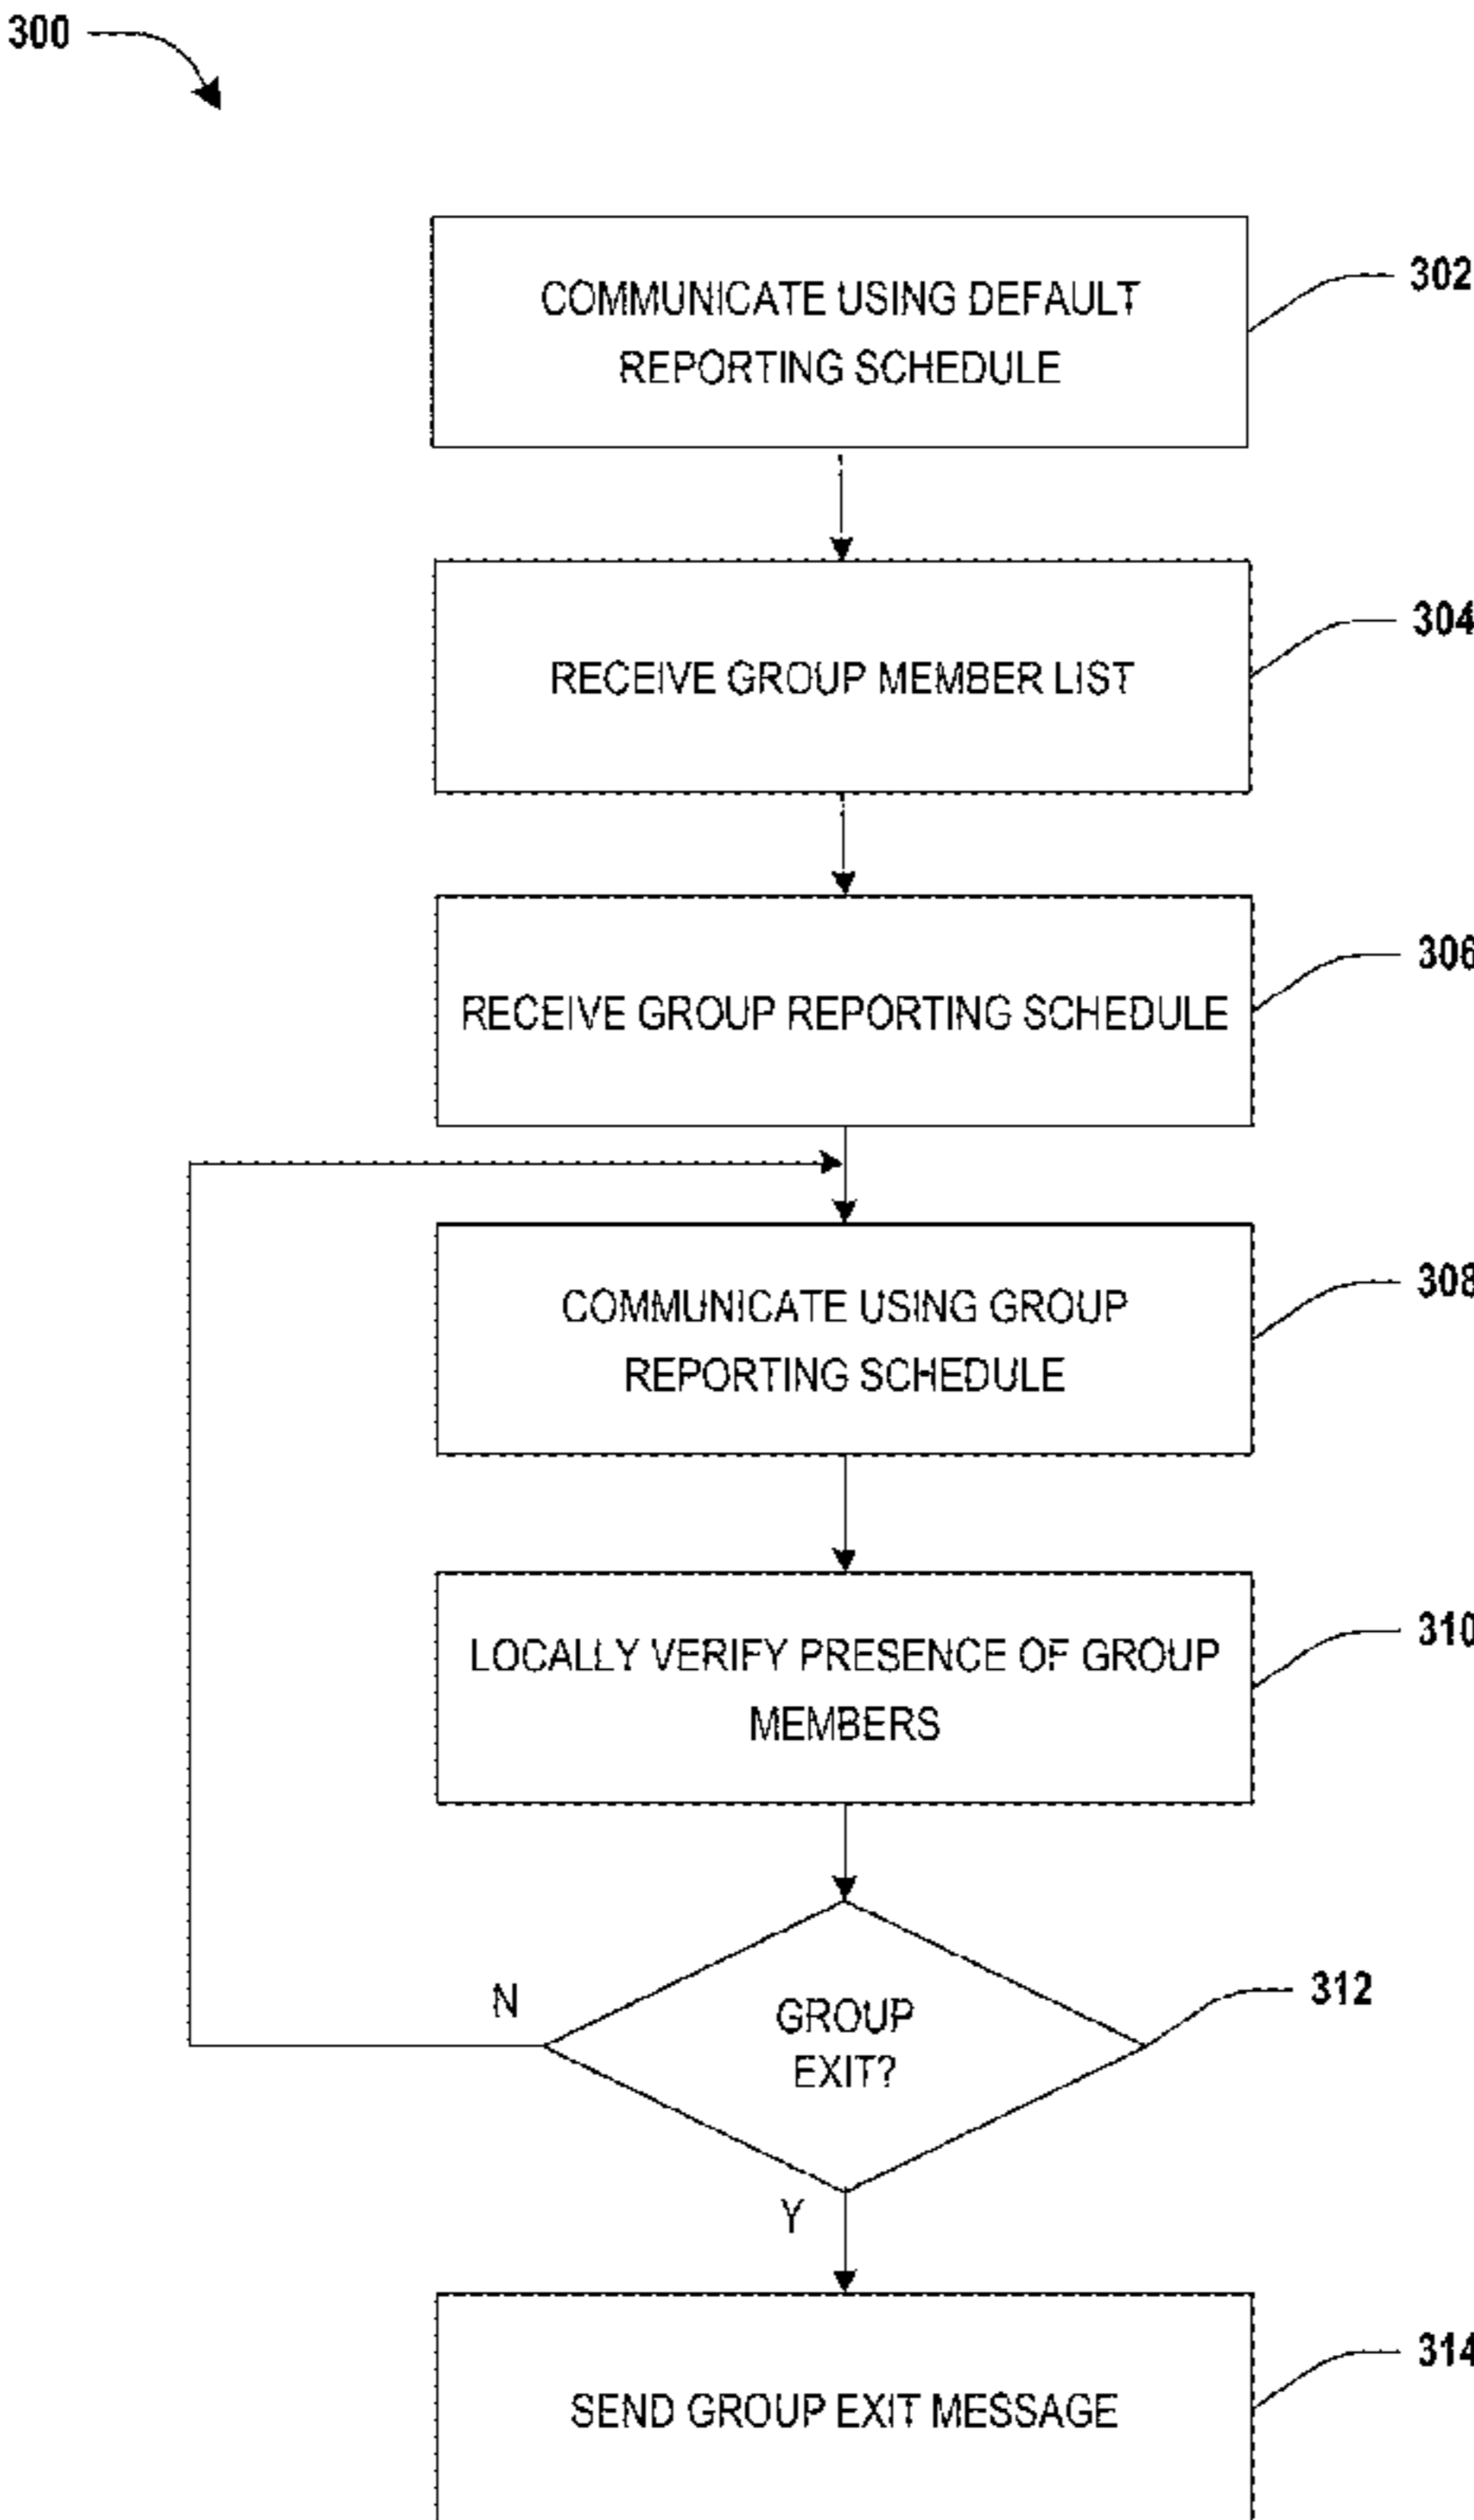 300
COMMUNICATE USING DEFAULT
REPORTING SCHEDULE
302
RECEIVE GROUP MEMBER LIST
304
RECEIVE GROUP REPORTING SCHEDULE
306
COMMUNICATE USING GROUP
REPORTING SCHEDULE
308
LOCALLY VERIFY PRESENCE OF GROUP
MEMBERS
310
N
GROUP
EXIT?
312
Y
SEND GROUP EXIT MESSAGE
314